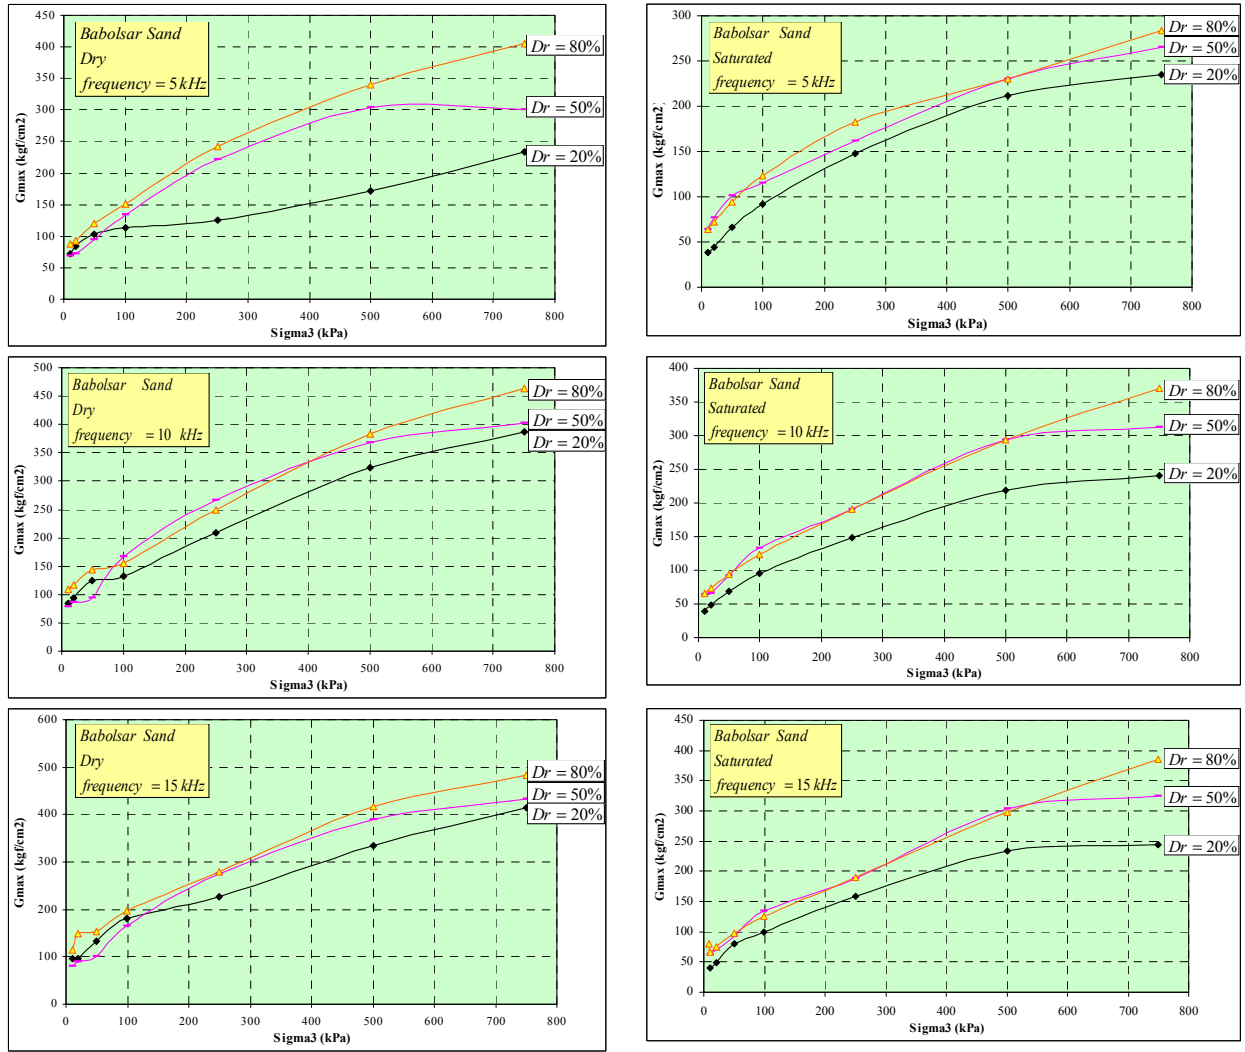 Babolsar Sand
Dry
frequency = 5 kHz
450
400
350
300
250
200
150
100
50
0
Gmax (kgf/cm2)
Dr = 80%
Dr = 50%
Dr = 20%
0 100 200 300 400 500 600 700 800
Sigma3 (kPa)
Babolsar Sand
Saturated
frequency = 5 kHz
300
250
200
150
100
50
0
Gmax (kgf/cm2)
Dr = 80%
Dr = 50%
Dr = 20%
0 100 200 300 400 500 600 700 800
Sigma3 (kPa)
Babolsar Sand
Dry
frequency = 10 kHz
500
450
400
350
300
250
200
150
100
50
0
Gmax (kgf/cm2)
Dr = 80%
Dr = 50%
Dr = 20%
0 100 200 300 400 500 600 700 800
Sigma3 (kPa)
Babolsar Sand
Saturated
frequency = 10 kHz
400
350
300
250
200
150
100
50
0
Gmax (kgf/cm2)
Dr = 80%
Dr = 50%
Dr = 20%
0 100 200 300 400 500 600 700 800
Sigma3 (kPa)
Babolsar Sand
Dry
frequency = 15 kHz
600
500
400
300
200
100
0
Gmax (kgf/cm2)
Dr = 80%
Dr = 50%
Dr = 20%
0 100 200 300 400 500 600 700 800
Sigma3 (kPa)
Babolsar Sand
Saturated
frequency = 15 kHz
450
400
350
300
250
200
150
100
50
0
Gmax (kgf/cm2)
Dr = 80%
Dr = 50%
Dr = 20%
0 100 200 300 400 500 600 700 800
Sigma3 (kPa)